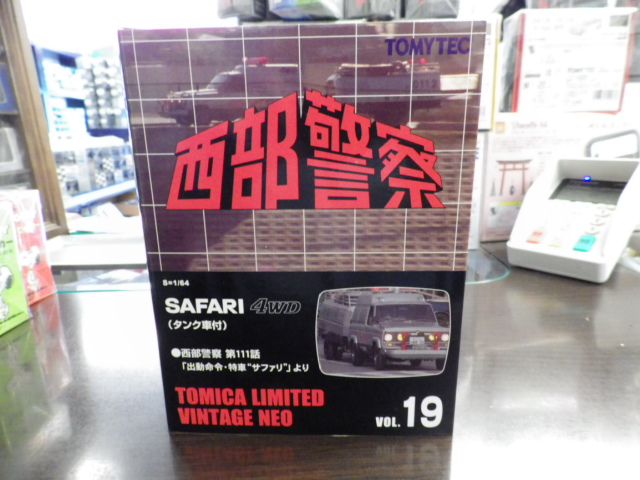 TOMYTEC
西部警察
S=1/64
SAFARI 4WD
(タンク車付)
●西部警察 第111話
「出動命令・特車“サファリ”」より
TOMICA LIMITED
VINTAGE NEO
VOL. 19